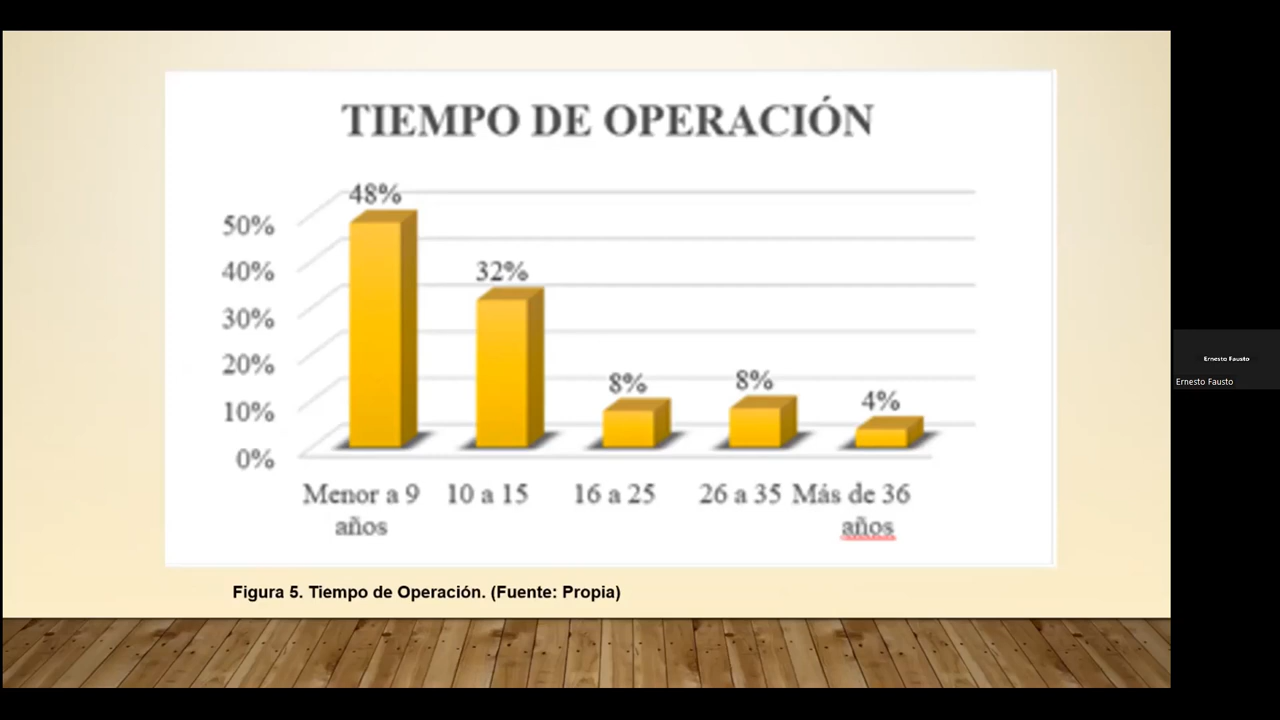 TIEMPO DE OPERACIÓN
48%
50%
32%
40%
30%
20%
8%
8%
4%
10%
0%
Menor a 9 años
10 a 15
16 a 25
26 a 35
Más de 36 años
Figura 5. Tiempo de Operación. (Fuente: Propia)
Ernesto Fausto
Ernesto Fausto